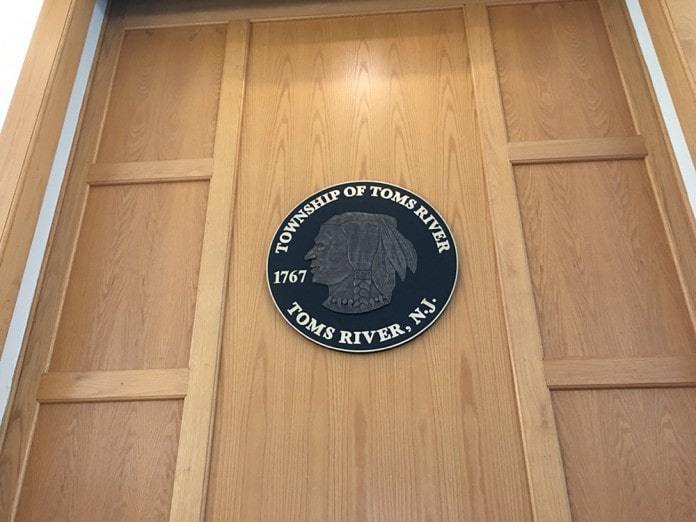 TOWNSHIP OF TOMS RIVER
1767
TOMS RIVER, N.J.